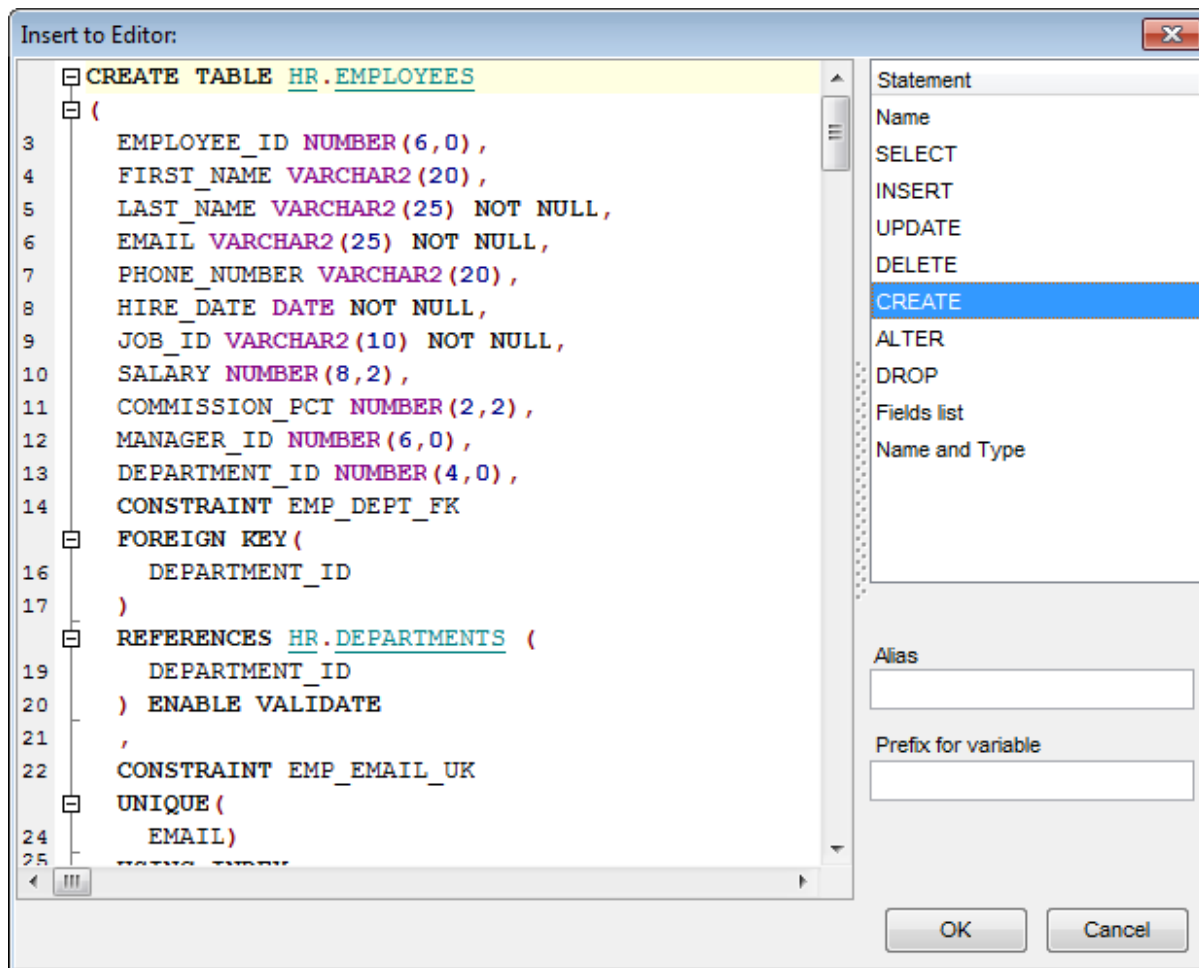 Insert to Editor:
CREATE TABLE HR.EMPLOYEES
(
3 EMPLOYEE_ID NUMBER(6,0),
4 FIRST_NAME VARCHAR2(20),
5 LAST_NAME VARCHAR2(25) NOT NULL,
6 EMAIL VARCHAR2(25) NOT NULL,
7 PHONE_NUMBER VARCHAR2(20),
8 HIRE_DATE DATE NOT NULL,
9 JOB_ID VARCHAR2(10) NOT NULL,
10 SALARY NUMBER(8,2),
11 COMMISSION_PCT NUMBER(2,2),
12 MANAGER_ID NUMBER(6,0),
13 DEPARTMENT_ID NUMBER(4,0),
14 CONSTRAINT EMP_DEPT_FK
FOREIGN KEY(
16 DEPARTMENT_ID
17 )
REFERENCES HR.DEPARTMENTS (
19 DEPARTMENT_ID
20 ) ENABLE VALIDATE
21 ,
22 CONSTRAINT EMP_EMAIL_UK
UNIQUE(
24 EMAIL)
25 USING INDEX
Statement
Name
SELECT
INSERT
UPDATE
DELETE
CREATE
ALTER
DROP
Fields list
Name and Type
Alias
Prefix for variable
OK
Cancel